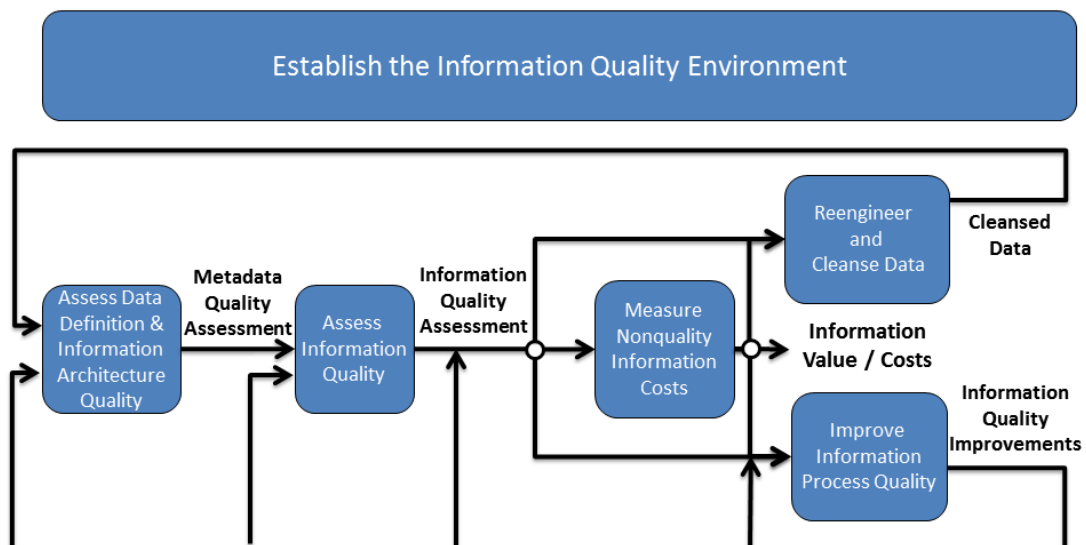 Establish the Information Quality Environment
Reengineer
and
Cleanse Data
Cleansed
Data
Metadata
Quality
Assessment
Information
Quality
Assessment
Assess Data
Definition &
Information
Architecture
Quality
Assess
Information
Quality
Measure
Nonquality
Information
Costs
Information
Value / Costs
Improve
Information
Process Quality
Information
Quality
Improvements